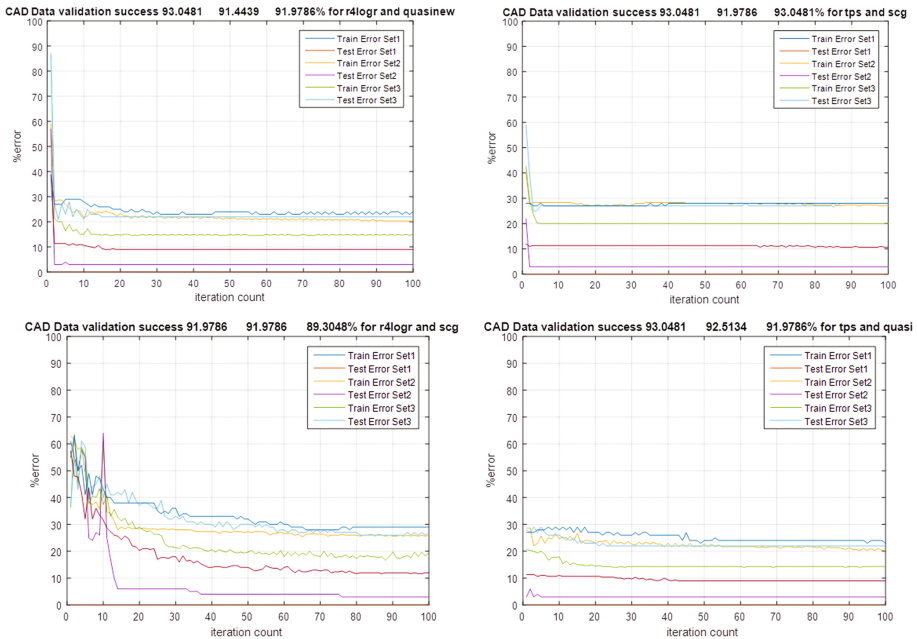 CAD Data validation success 93.0481 91.4439 91.9786% for r4logr and quasinew
100
90
80
70
60
50
40
30
20
10
0
%error
Train Error Set1
Test Error Set1
Train Error Set2
Test Error Set2
Train Error Set3
Test Error Set3
0 10 20 30 40 50 60 70 80 90 100
iteration count
CAD Data validation success 93.0481 91.9786 93.0481% for tps and scg
100
90
80
70
60
50
40
30
20
10
0
%error
Train Error Set1
Test Error Set1
Train Error Set2
Test Error Set2
Train Error Set3
Test Error Set3
0 10 20 30 40 50 60 70 80 90 100
iteration count
CAD Data validation success 91.9786 91.9786 89.3048% for r4logr and scg
100
90
80
70
60
50
40
30
20
10
0
%error
Train Error Set1
Test Error Set1
Train Error Set2
Test Error Set2
Train Error Set3
Test Error Set3
0 10 20 30 40 50 60 70 80 90 100
iteration count
CAD Data validation success 93.0481 92.5134 91.9786% for tps and quasi
100
90
80
70
60
50
40
30
20
10
0
%error
Train Error Set1
Test Error Set1
Train Error Set2
Test Error Set2
Train Error Set3
Test Error Set3
0 10 20 30 40 50 60 70 80 90 100
iteration count